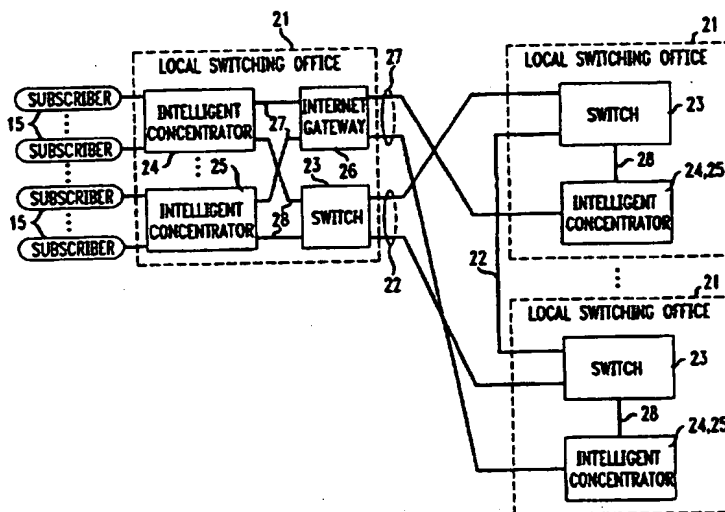 21
LOCAL SWITCHING OFFICE
SUBSCRIBER
15
SUBSCRIBER
SUBSCRIBER
15
SUBSCRIBER
INTELLIGENT
CONCENTRATOR
24
25
INTELLIGENT
CONCENTRATOR
27
28
INTERNET
GATEWAY
26
23
SWITCH
27
22
21
LOCAL SWITCHING OFFICE
SWITCH
23
28
24,25
INTELLIGENT
CONCENTRATOR
22
21
LOCAL SWITCHING OFFICE
SWITCH
23
28
24,25
INTELLIGENT
CONCENTRATOR